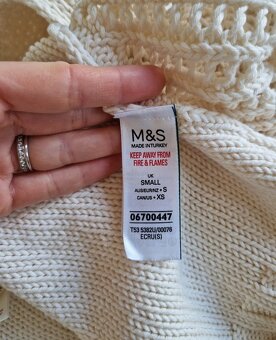 M&S
MADE IN TURKEY
KEEP AWAY FROM
FIRE & FLAMES
UK
SMALL
AU/EUR/NZ • S
CAN/US • XS
06700447
T53 5382U/00076
ECRU(S)